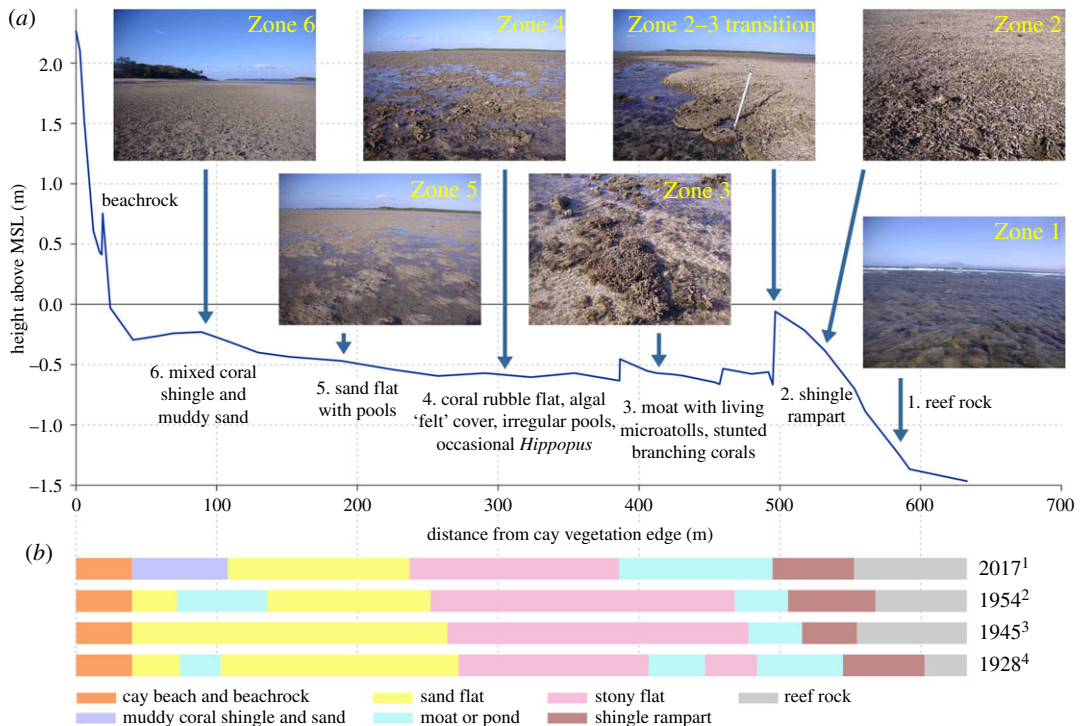 (a)
Zone 6
Zone 4
Zone 2–3 transition
Zone 2
Zone 5
Zone 3
Zone 1
height above MSL (m)
2.0
1.5
1.0
0.5
0.0
−0.5
−1.0
−1.5
beachrock
6. mixed coral
shingle and
muddy sand
5. sand flat
with pools
4. coral rubble flat, algal
‘felt’ cover, irregular pools,
occasional Hippopus
3. moat with living
microatolls, stunted
branching corals
2. shingle
rampart
1. reef rock
0
100
200
300
400
500
600
700
distance from cay vegetation edge (m)
(b)
2017¹
1954²
1945³
1928⁴
cay beach and beachrock
sand flat
stony flat
reef rock
muddy coral shingle and sand
moat or pond
shingle rampart